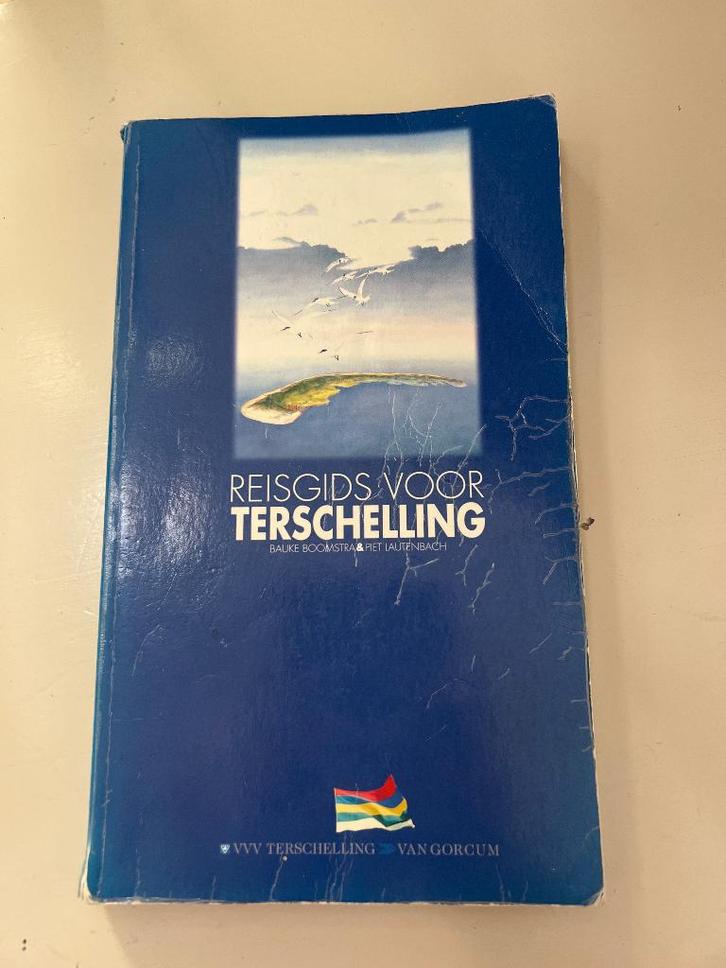 REISGIDS VOOR
TERSCHELLING
BAUKE BOOMSTRA & PIET LAUTENBACH
VVV TERSCHELLING VAN GORCUM